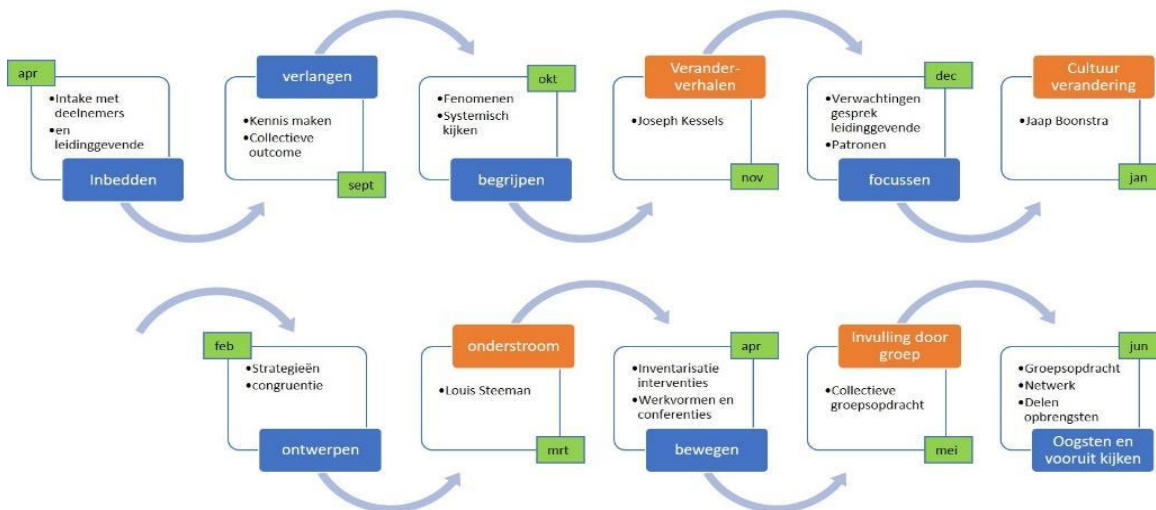 apr
•Intake met
deelnemers
•en
leidinggevende
Inbedden
verlangen
•Kennis maken
•Collectieve
outcome
sept
okt
•Fenomenen
•Systemisch
kijken
begrijpen
Verander-
verhalen
•Joseph Kessels
nov
dec
•Verwachtingen
gesprek
leidinggevende
•Patronen
focussen
Cultuur
verandering
•Jaap Boonstra
jan
feb
•Strategieën
•congruentie
ontwerpen
onderstroom
•Louis Steeman
mrt
apr
•Inventarisatie
interventies
•Werkvormen en
conferenties
bewegen
Invulling door
groep
•Collectieve
groepsopdracht
mei
jun
•Groepsopdracht
•Netwerk
•Delen
opbrengsten
Oogsten en
vooruit kijken